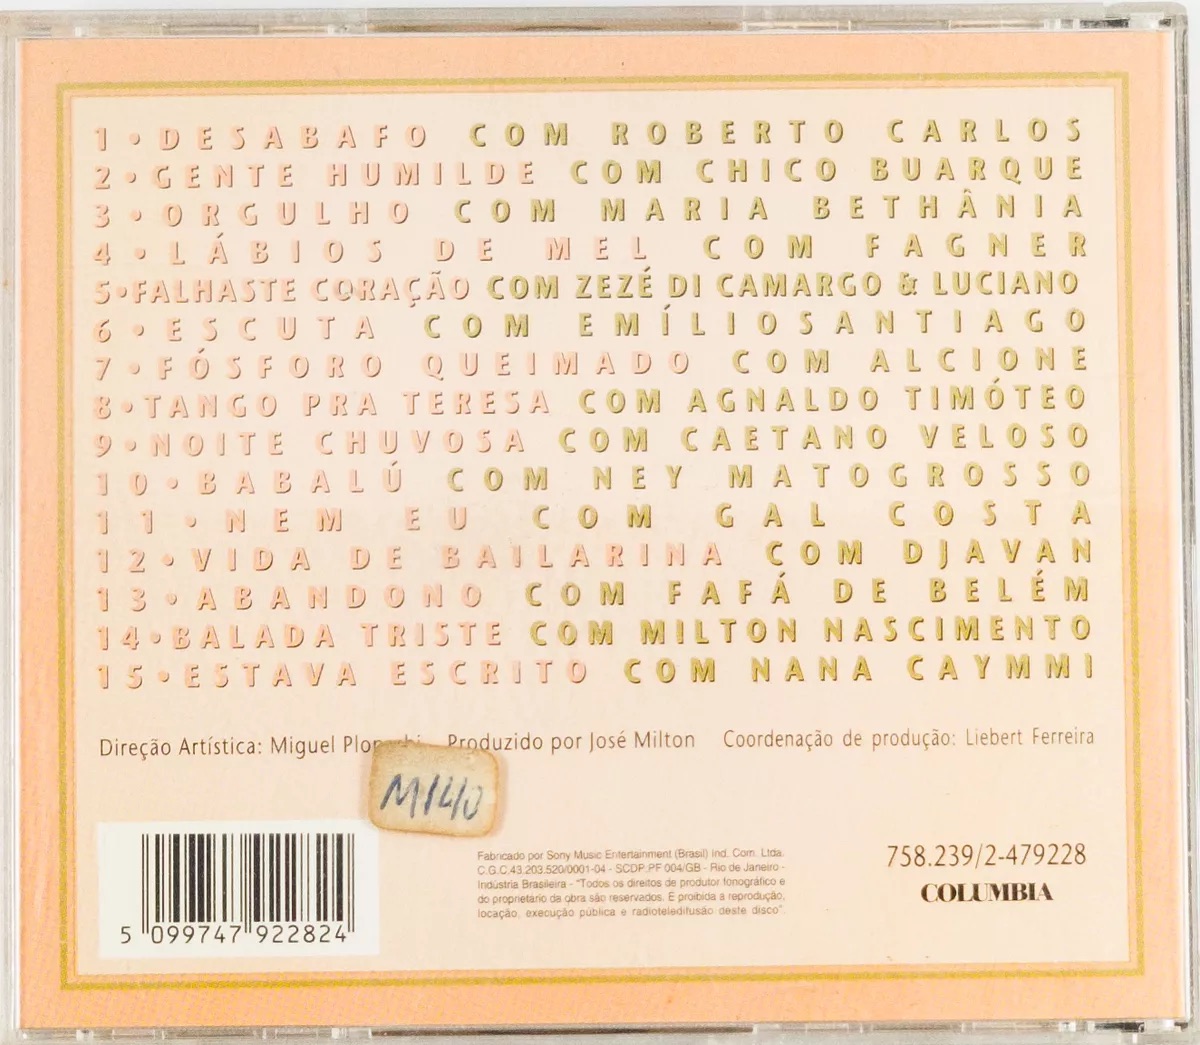 1•DESABAFO COM ROBERTO CARLOS
2•GENTE HUMILDE COM CHICO BUARQUE
3•ORGULHO COM MARIA BETHÂNIA
4•LÁBIOS DE MEL COM FAGNER
5•FALHASTE CORAÇÃO COM ZEZÉ DI CAMARGO & LUCIANO
6•ESCUTA COM EMÍLIOSANTIAGO
7•FÓSFORO QUEIMADO COM ALCIONE
8•TANGO PRA TERESA COM AGNALDO TIMÓTEO
9•NOITE CHUVOSA COM CAETANO VELOSO
10•BABALÚ COM NEY MATOGROSSO
11•NEM EU COM GAL COSTA
12•VIDA DE BAILARINA COM DJAVAN
13•ABANDONO COM FAFÁ DE BELÉM
14•BALADA TRISTE COM MILTON NASCIMENTO
15•ESTAVA ESCRITO COM NANA CAYMMI
Direção Artística: Miguel Produzido por José Milton Coordenação de produção: Liebert Ferreira
Fabricado por Sony Music Entertainment (Brasil) Ind. Com. Ltda.
C.G.C.43.203.520/0001-04 - SCDP.PF 004/GB - Rio de Janeiro -
Indústria Brasileira - "Todos os direitos de produtor fonográfico e
do proprietário da obra são reservados. É proibida a reprodução,
locação, execução pública e radioteledifusão deste disco".
758.239/2-479228
COLUMBIA
5 099747 922824